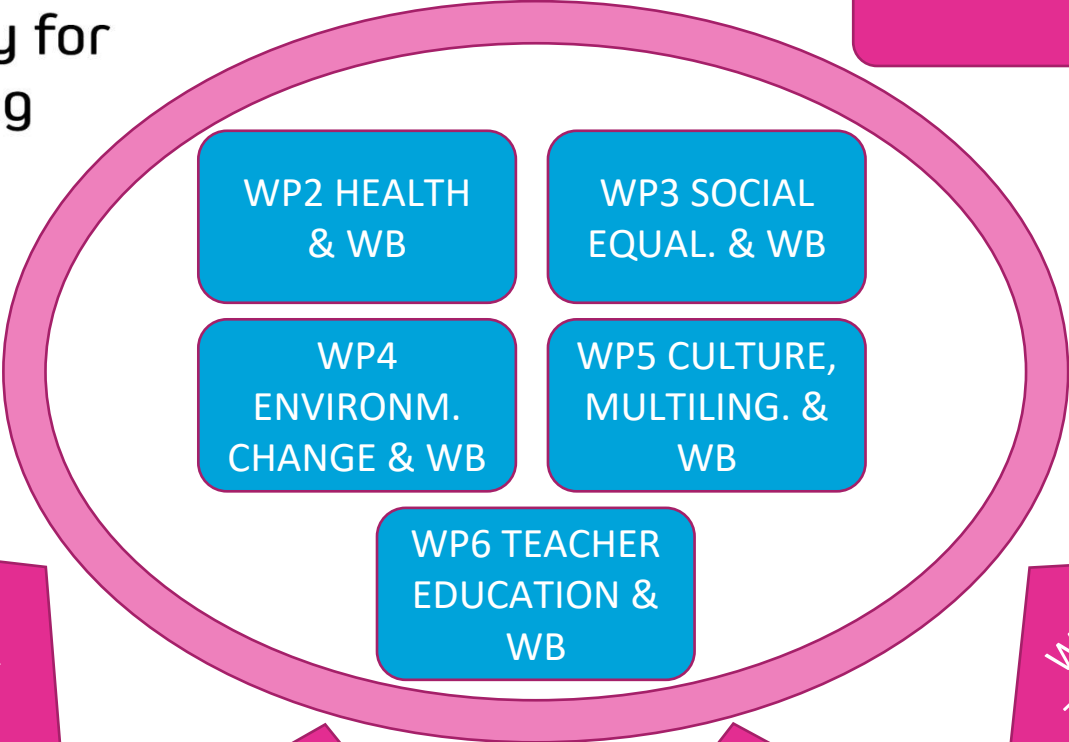 for
WP2 HEALTH
& WB
WP3 SOCIAL
EQUAL. & WB
WP4
ENVIRONM.
CHANGE & WB
WP5 CULTURE,
MULTILING. &
WB
WP6 TEACHER
EDUCATION &
WB